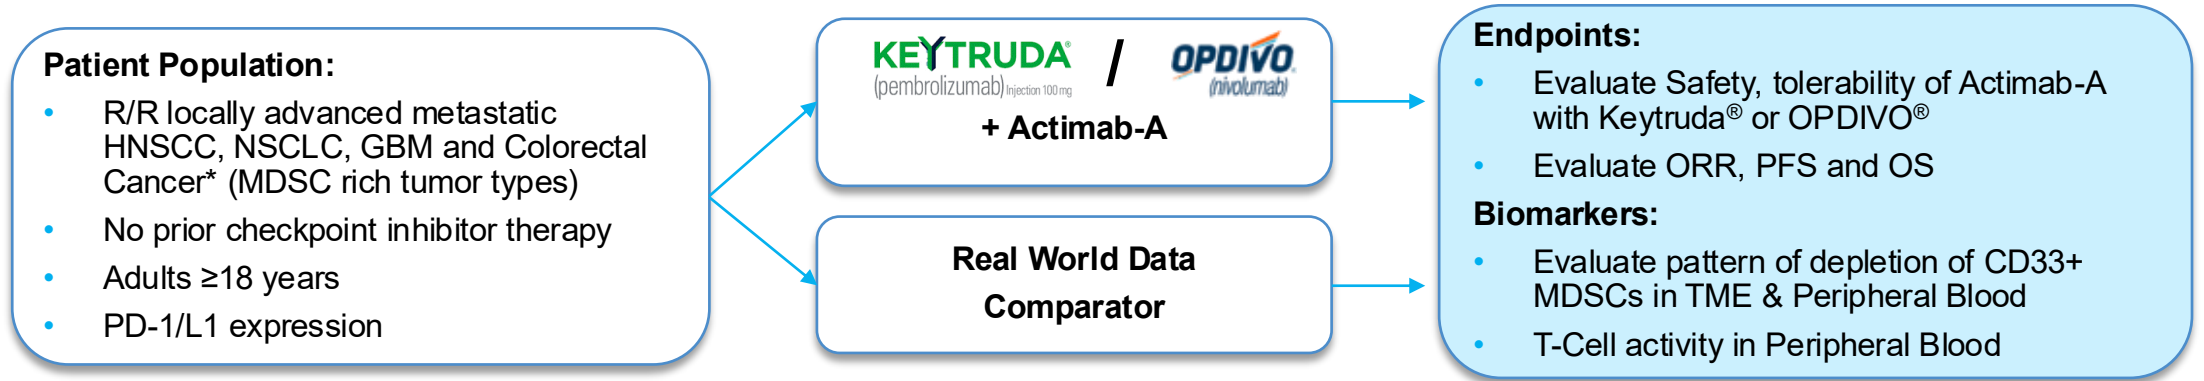 Patient Population:
• R/R locally advanced metastatic
HNSCC, NSCLC, GBM and Colorectal
Cancer* (MDSC rich tumor types)
• No prior checkpoint inhibitor therapy
• Adults ≥18 years
• PD-1/L1 expression
KEYTRUDA® / OPDIVO
(pembrolizumab) Injection 100 mg (nivolumab)
+ Actimab-A
Real World Data
Comparator
Endpoints:
• Evaluate Safety, tolerability of Actimab-A
with Keytruda® or OPDIVO®
• Evaluate ORR, PFS and OS
Biomarkers:
• Evaluate pattern of depletion of CD33+
MDSCs in TME & Peripheral Blood
• T-Cell activity in Peripheral Blood